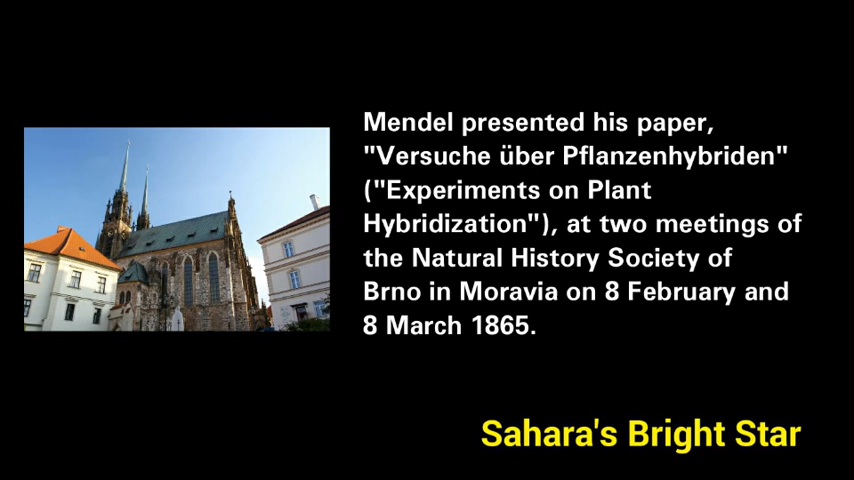 Mendel presented his paper,
"Versuche über Pflanzenhybriden"
("Experiments on Plant
Hybridization"), at two meetings of
the Natural History Society of
Brno in Moravia on 8 February and
8 March 1865.
Sahara's Bright Star